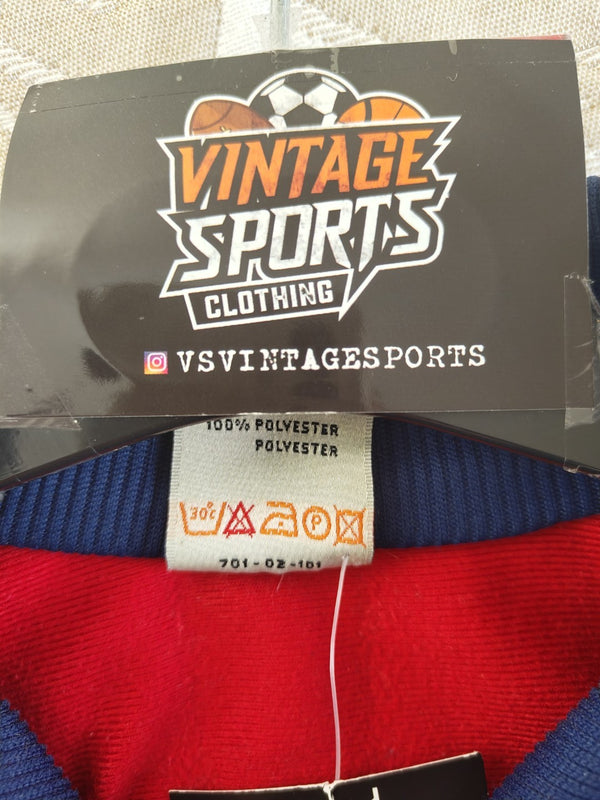 VINTAGE
SPORTS
CLOTHING
VSVINTAGESPORTS
100% POLYESTER
POLYESTER
30°C
P
701-02-101